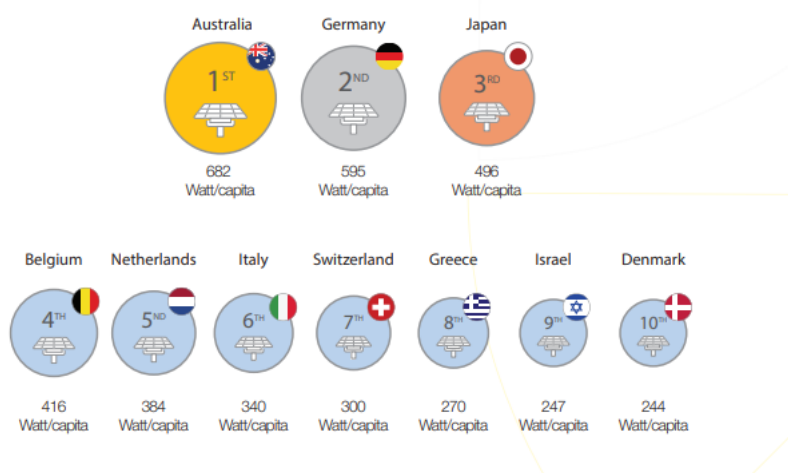 Australia Germany Japan
1ST 2ND 3RD
682 595 496
Watt/capita Watt/capita Watt/capita
Belgium Netherlands Italy Switzerland Greece Israel Denmark
4TH 5ND 6TH 7TH 8TH 9TH 10TH
416 384 340 300 270 247 244
Watt/capita Watt/capita Watt/capita Watt/capita Watt/capita Watt/capita Watt/capita